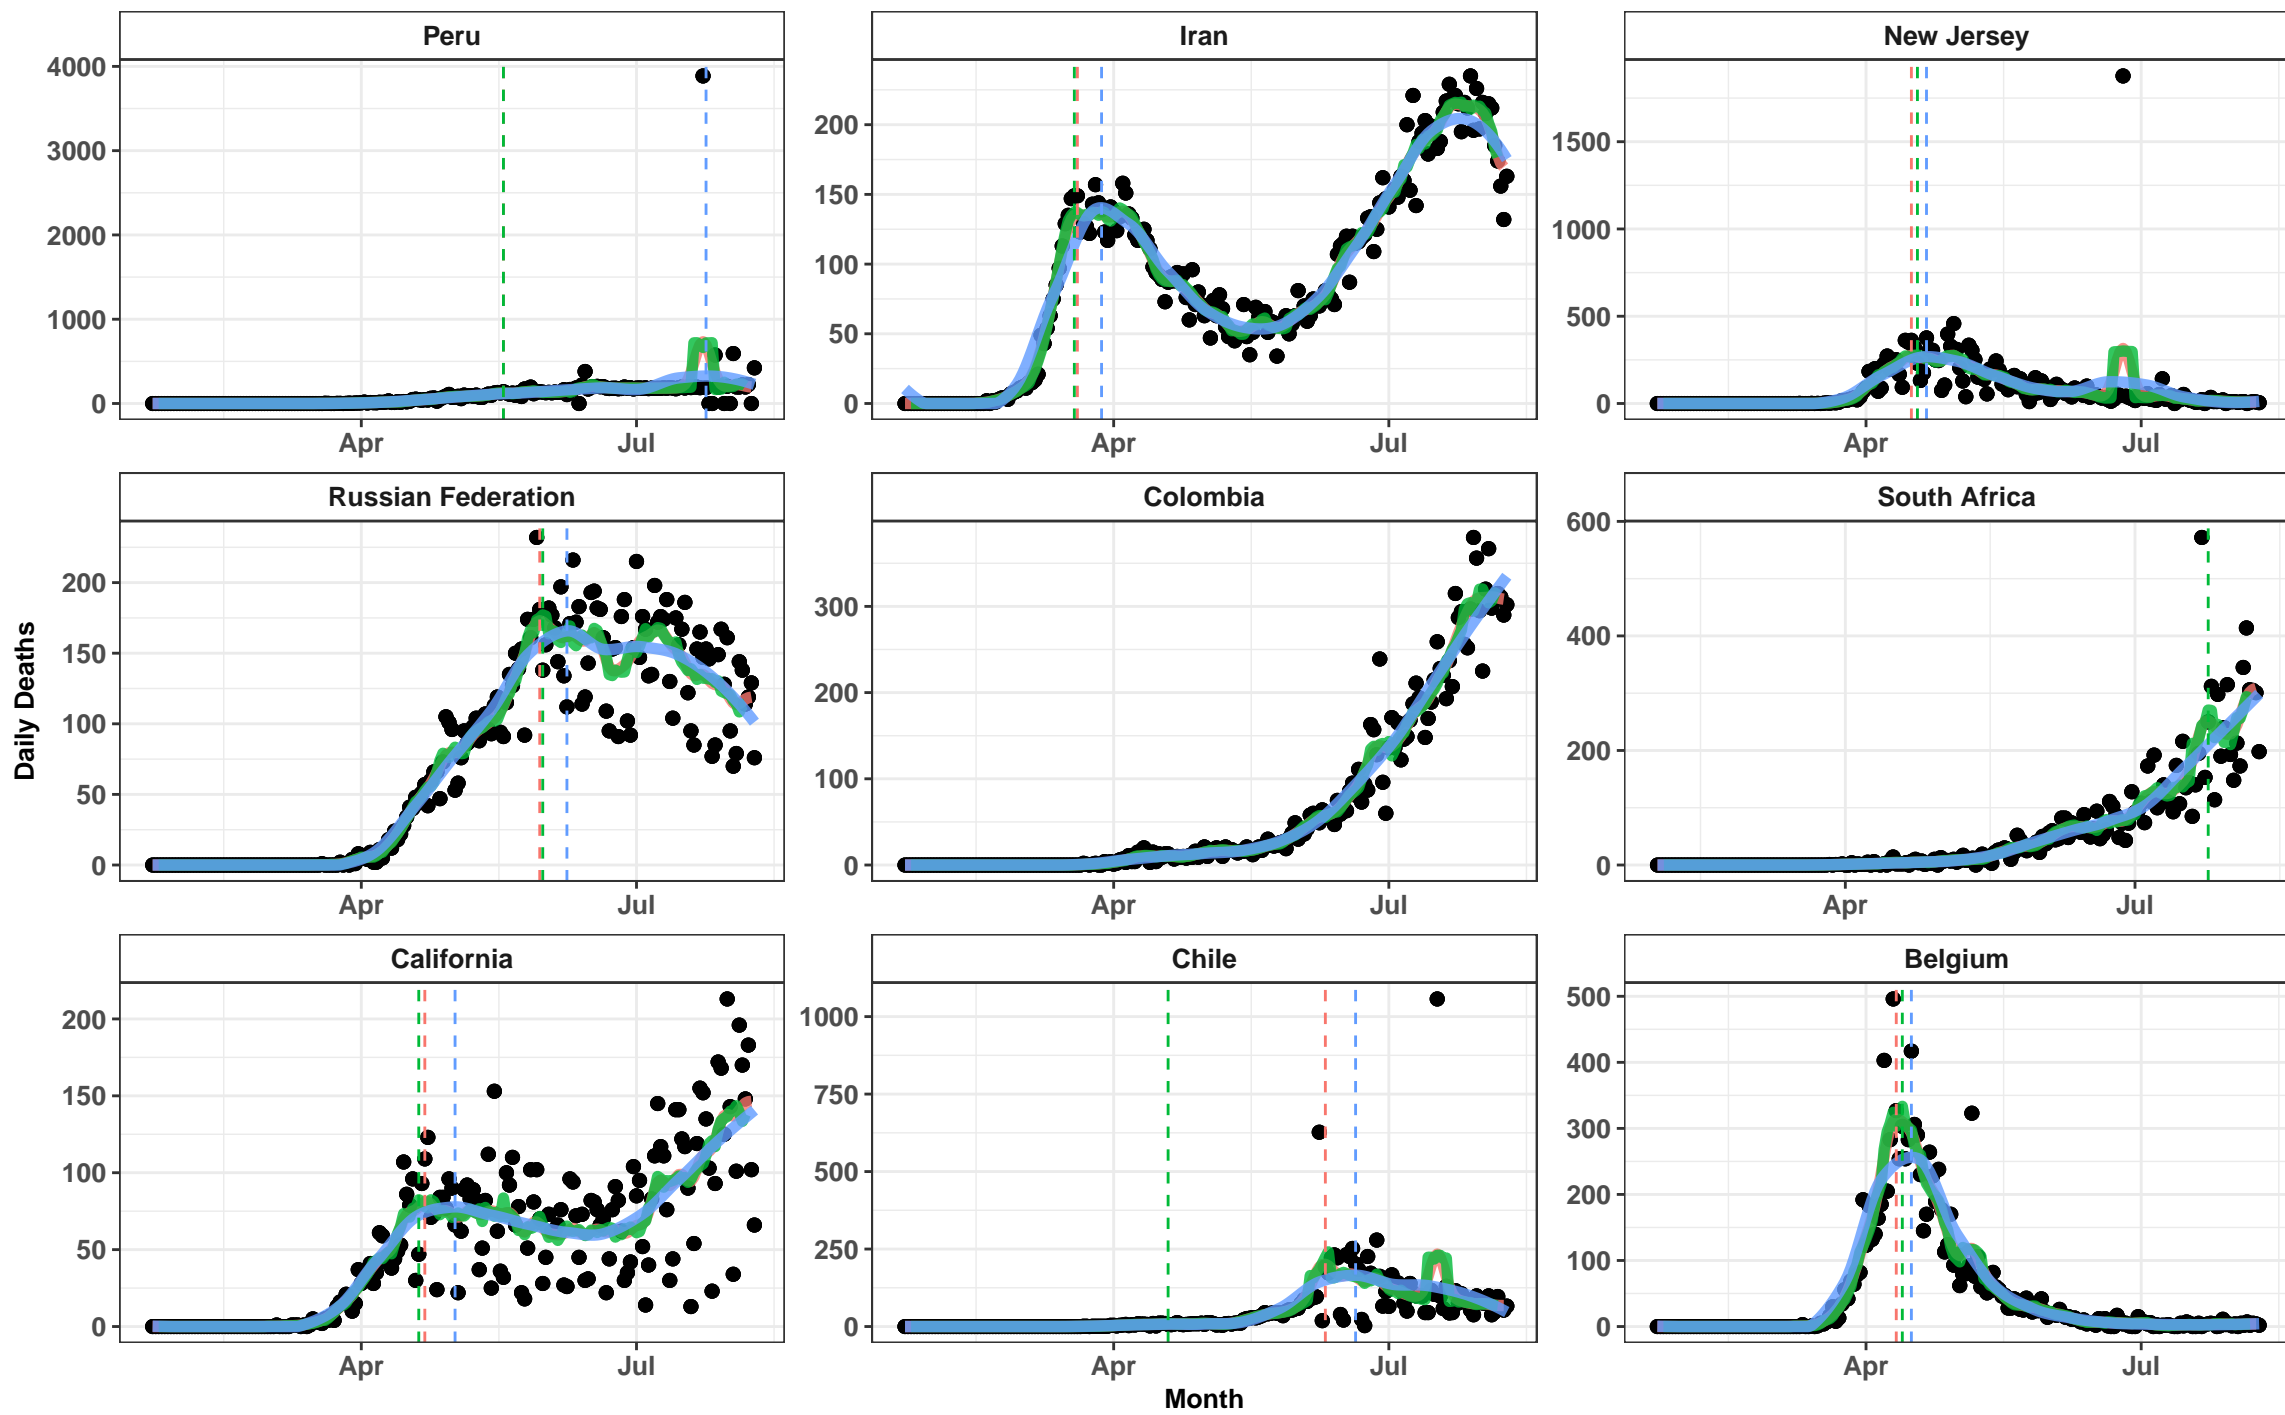 Peru
Iran
New Jersey
4000
3000
2000
1000
0
200
150
100
50
0
1500
1000
500
0
Apr
Jul
Apr
Jul
Apr
Jul
Russian Federation
Colombia
South Africa
200
150
100
50
0
300
200
100
0
600
400
200
0
Apr
Jul
Apr
Jul
Apr
Jul
Daily Deaths
California
Chile
Belgium
200
150
100
50
0
1000
750
500
250
0
500
400
300
200
100
0
Apr
Jul
Apr
Jul
Apr
Jul
Month